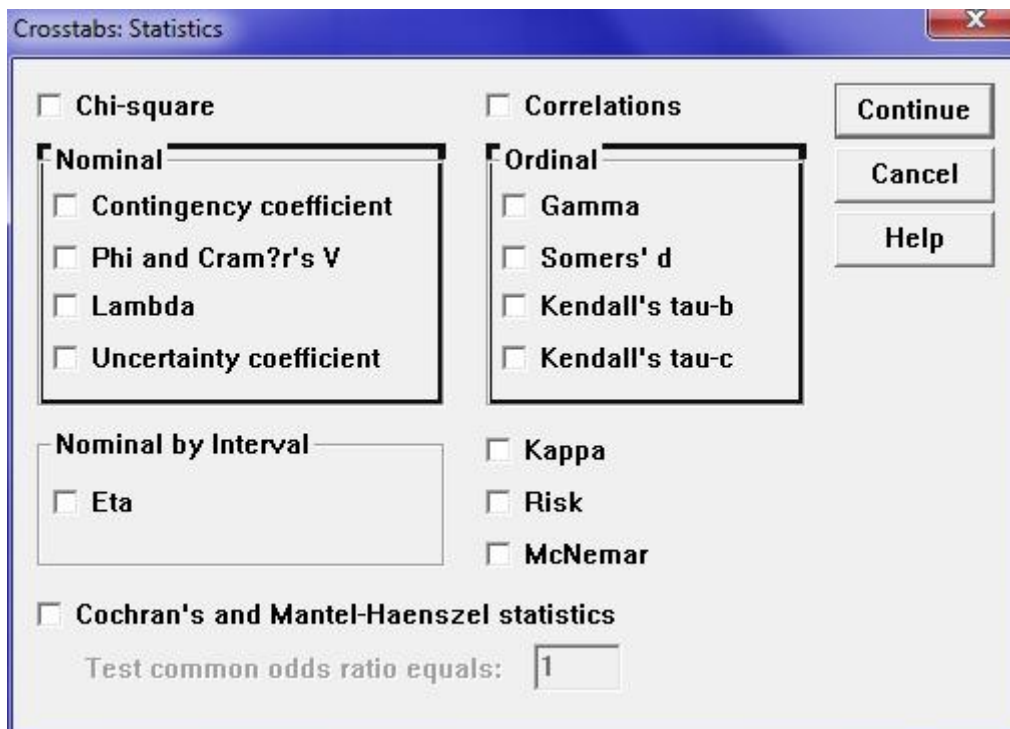 Crosstabs: Statistics
Chi-square
Correlations
Continue
Nominal
Ordinal
Cancel
Contingency coefficient
Gamma
Help
Phi and Cram?r's V
Somers' d
Lambda
Kendall's tau-b
Uncertainty coefficient
Kendall's tau-c
Nominal by Interval
Kappa
Eta
Risk
McNemar
Cochran's and Mantel-Haenszel statistics
Test common odds ratio equals: 1